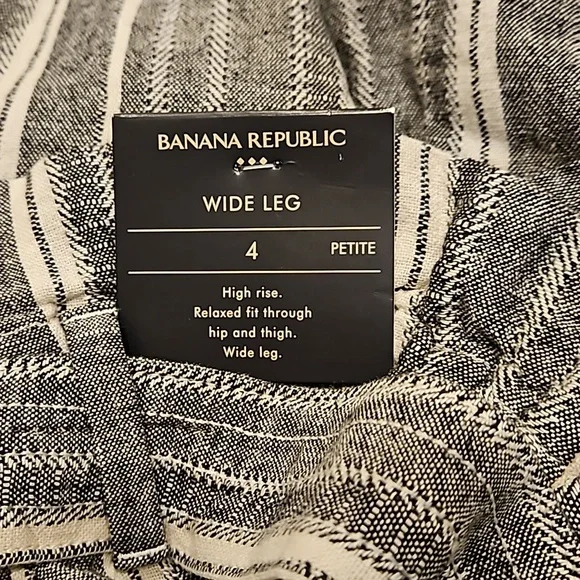 BANANA REPUBLIC
WIDE LEG
4 PETITE
High rise.
Relaxed fit through
hip and thigh.
Wide leg.